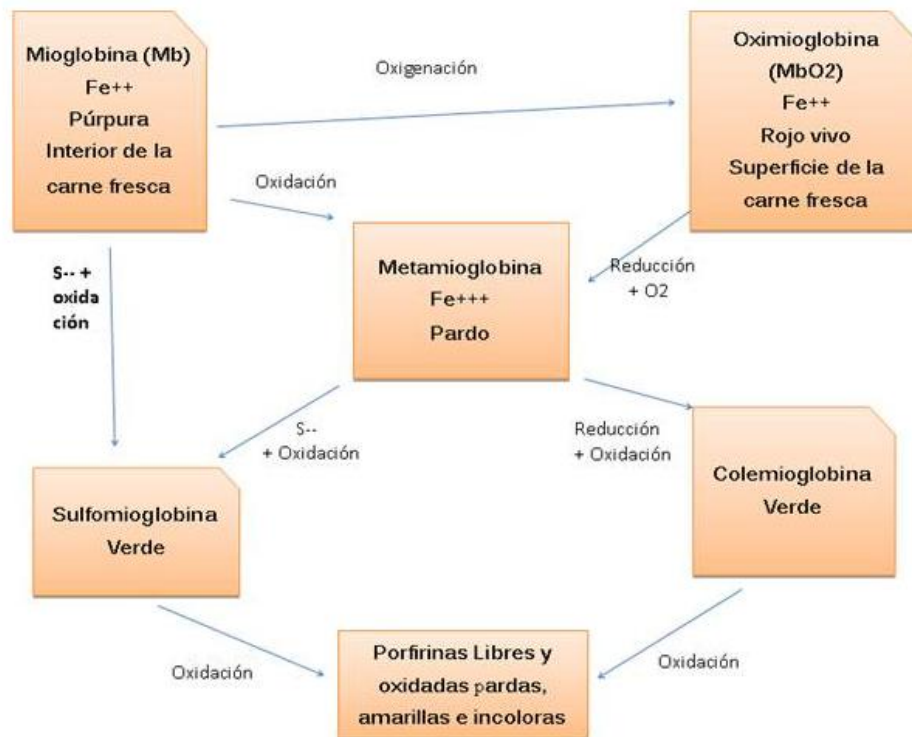 Mioglobina (Mb)
Fe++
Púrpura
Interior de la
carne fresca
Oxigenación
Oximioglobina
(MbO2)
Fe++
Rojo vivo
Superficie de la
carne fresca
Oxidación
S-- +
oxida
ción
Metamioglobina
Fe+++
Pardo
Reducción
+ O2
S--
+ Oxidación
Reducción
+ Oxidación
Sulfomioglobina
Verde
Colemioglobina
Verde
Oxidación
Porfirinas Libres y
oxidadas pardas,
amarillas e incoloras
Oxidación